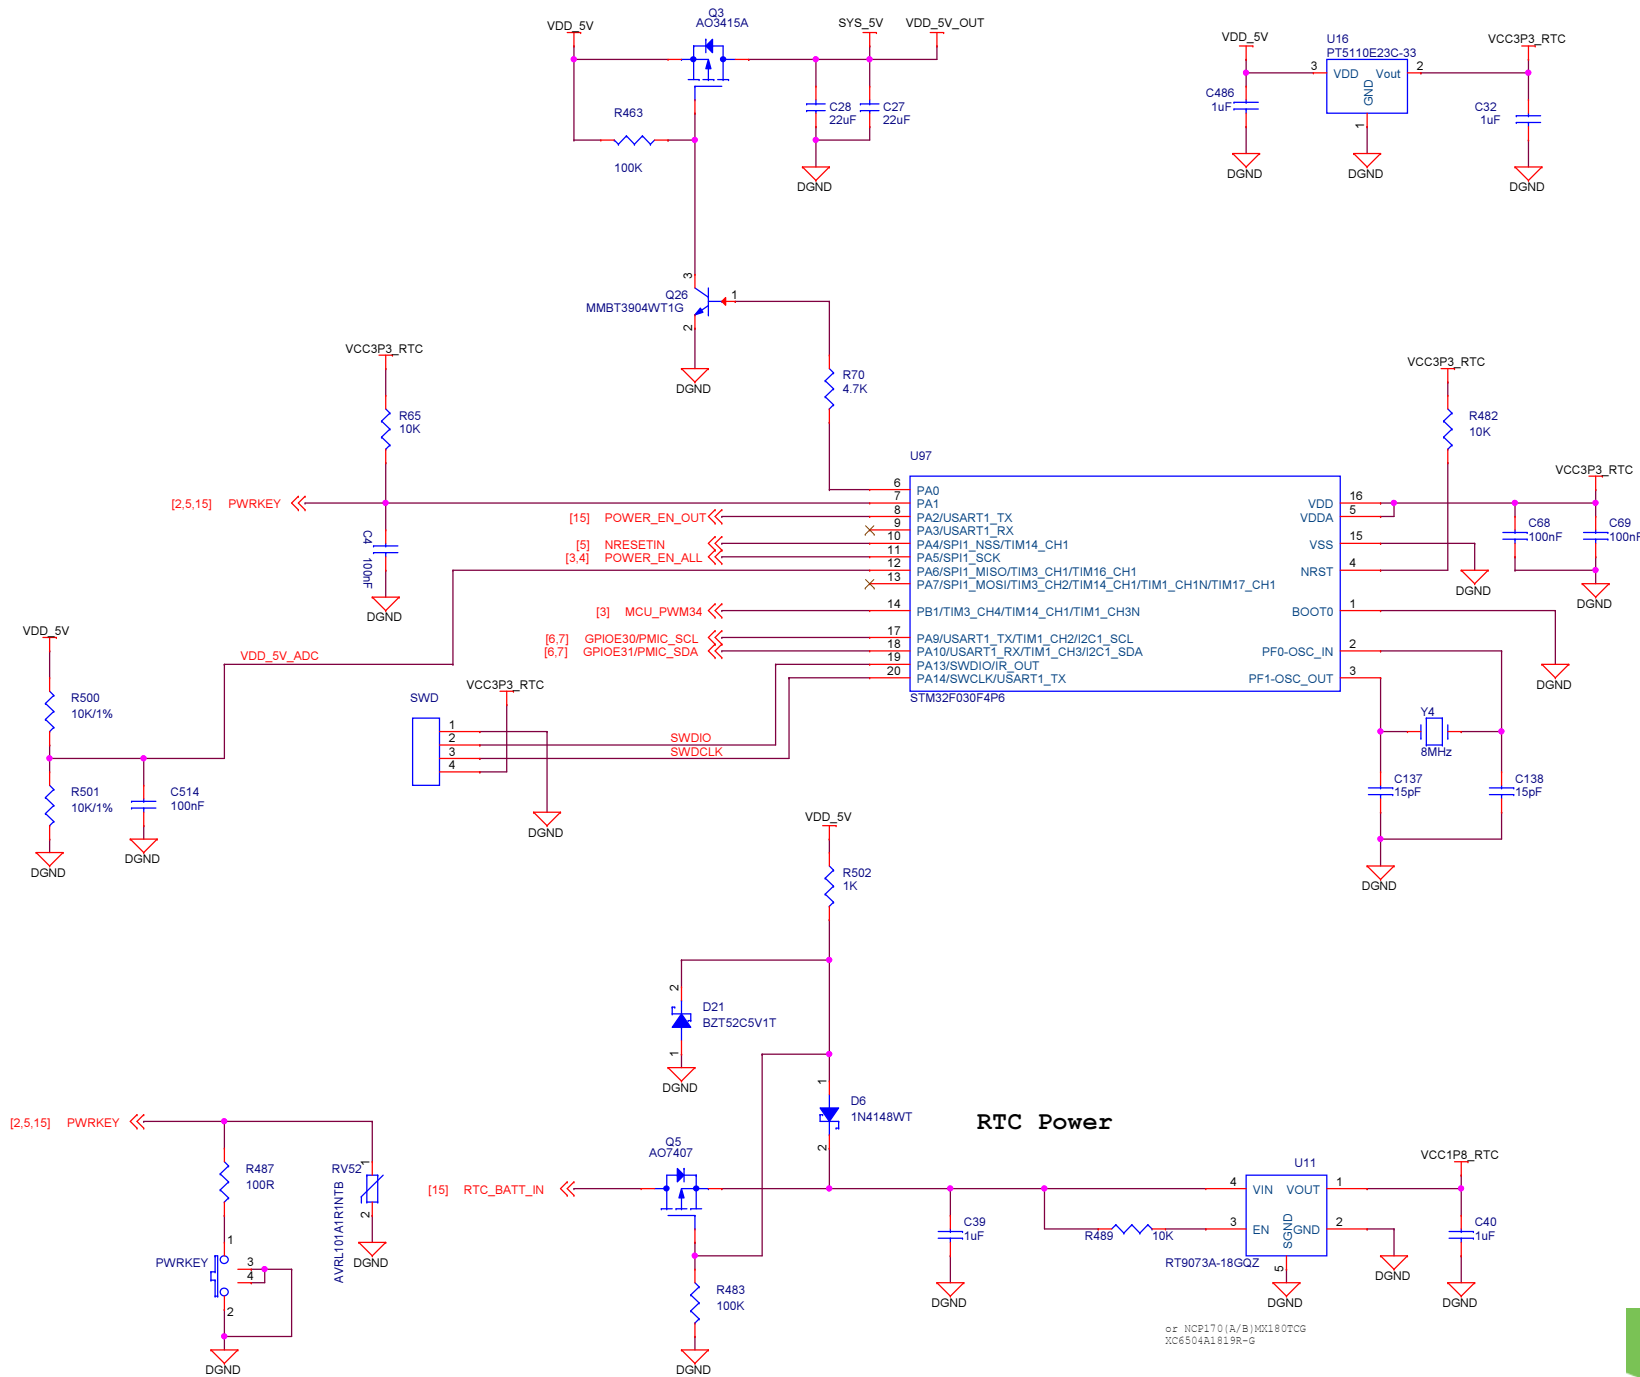 Q3
AO3415A
VDD_5V
SYS_5V
VDD_5V_OUT
R463
100K
C28
22uF
C27
22uF
DGND
VDD_5V
U16
PT5110E23C-33
VCC3P3_RTC
3
VDD
Vout
2
GND
1
C486
1uF
C32
1uF
DGND
DGND
DGND
3
Q26
MMBT3904WT1G
1
2
DGND
VCC3P3_RTC
R65
10K
R70
4.7K
VCC3P3_RTC
R482
10K
VCC3P3_RTC
[2,5,15] PWRKEY
C4
100nF
DGND
[15] POWER_EN_OUT
[5] NRESETIN
[3,4] POWER_EN_ALL
[3] MCU_PWM34
[6,7] GPIOE30/PMIC_SCL
[6,7] GPIOE31/PMIC_SDA
U97
6 PA0
7 PA1
8 PA2/USART1_TX
9 PA3/USART1_RX
10 PA4/SPI1_NSS/TIM14_CH1
11 PA5/SPI1_SCK
12 PA6/SPI1_MISO/TIM3_CH1/TIM16_CH1
13 PA7/SPI1_MOSI/TIM3_CH2/TIM14_CH1/TIM1_CH1N/TIM17_CH1
14 PB1/TIM3_CH4/TIM14_CH1/TIM1_CH3N
17 PA9/USART1_TX/TIM1_CH2/I2C1_SCL
18 PA10/USART1_RX/TIM1_CH3/I2C1_SDA
19 PA13/SWDIO/IR_OUT
20 PA14/SWCLK/USART1_TX
VDD 16
VDDA 5
VSS 15
NRST 4
BOOT0 1
PF0-OSC_IN 2
PF1-OSC_OUT 3
STM32F030F4P6
C68
100nF
C69
100nF
DGND
DGND
DGND
Y4
8MHz
C137
15pF
C138
15pF
DGND
VDD_5V
VDD_5V_ADC
R500
10K/1%
R501
10K/1%
C514
100nF
DGND
DGND
SWD
VCC3P3_RTC
1
2
3
4
SWDIO
SWDCLK
DGND
VDD_5V
R502
1K
2
D21
BZT52C5V1T
1
DGND
1
D6
1N4148WT
2
RTC Power
[2,5,15] PWRKEY
R487
100R
RV52
1
2
AVRL101A1R1NTB
DGND
PWRKEY
1
3
4
2
DGND
Q5
AO7407
[15] RTC_BATT_IN
R483
100K
DGND
C39
1uF
DGND
R489
10K
U11
4 VIN
VOUT 1
3 EN
GND 2
SGND
5
RT9073A-18GQZ
DGND
DGND
VCC1P8_RTC
C40
1uF
DGND
or NCP170(A/B)MX180TCG
XC6504A1819R-G